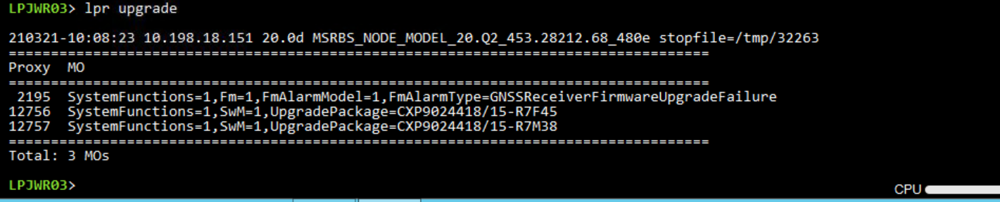 LPJWR03> lpr upgrade
210321-10:08:23 10.198.18.151 20.0d MSRBS_NODE_MODEL_20.Q2_453.28212.68_480e stopfile=/tmp/32263
===================================================================================
Proxy  MO
===================================================================================
 2195  SystemFunctions=1,Fm=1,FmAlarmModel=1,FmAlarmType=GNSSReceiverFirmwareUpgradeFailure
12756  SystemFunctions=1,SwM=1,UpgradePackage=CXP9024418/15-R7F45
12757  SystemFunctions=1,SwM=1,UpgradePackage=CXP9024418/15-R7M38
===================================================================================
Total: 3 MOs
LPJWR03>
CPU